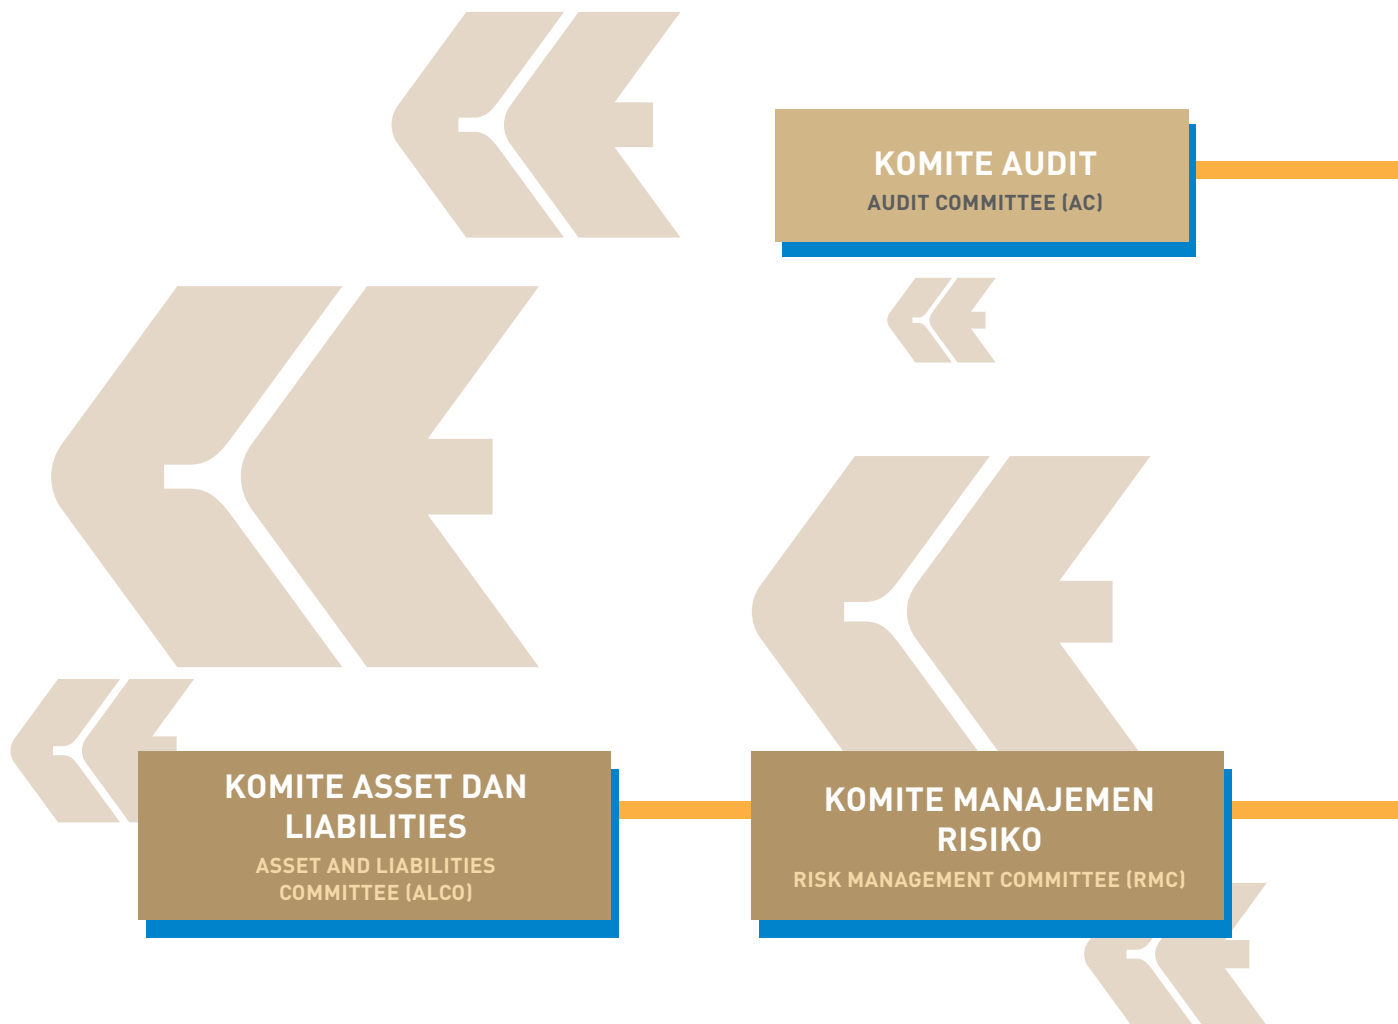 KOMITE AUDIT
AUDIT COMMITTEE (AC)
KOMITE ASSET DAN
LIABILITIES
ASSET AND LIABILITIES
COMMITTEE (ALCO)
KOMITE MANAJEMEN
RISIKO
RISK MANAGEMENT COMMITTEE (RMC)